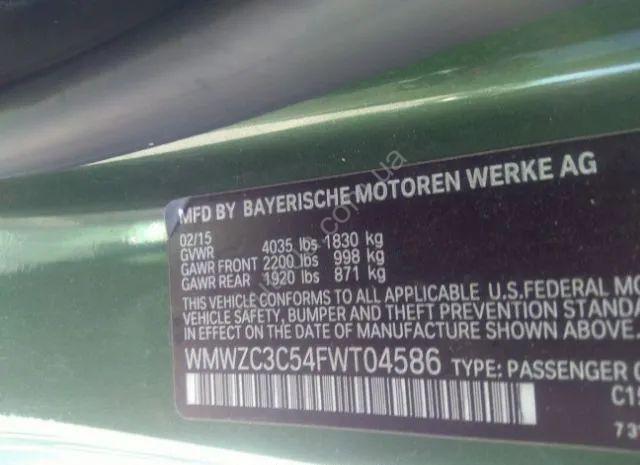 MFD BY BAYERISCHE MOTOREN WERKE AG
02/15
GVWR 4035 lbs 1830 kg
GAWR FRONT 2200 lbs 998 kg
GAWR REAR 1920 lbs 871 kg
THIS VEHICLE CONFORMS TO ALL APPLICABLE U.S. FEDERAL MO
VEHICLE SAFETY, BUMPER AND THEFT PREVENTION STANDA
IN EFFECT ON THE DATE OF MANUFACTURE SHOWN ABOVE.
WMWZC3C54FWT04586 TYPE: PASSENGER
C15
731